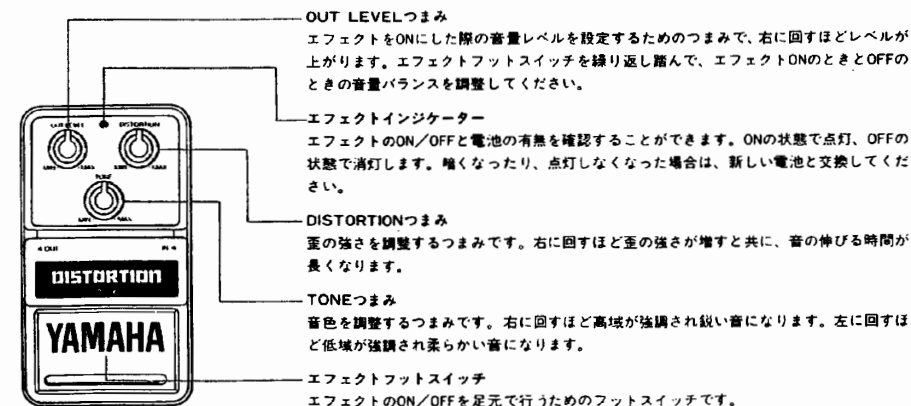 OUT LEVELつまみ
エフェクトをONにした際の音量レベルを設定するためのつまみで、右に回すほどレベルが
上がります。エフェクトフットスイッチを繰り返し踏んで、エフェクトONのときとOFFの
ときの音量バランスを調整してください。
エフェクトインジケーター
エフェクトのON／OFFと電池の有無を確認することができます。ONの状態で点灯、OFFの
状態で消灯します。暗くなったり、点灯しなくなった場合は、新しい電池と交換してくだ
さい。
DISTORTIONつまみ
歪の強さを調整するつまみです。右に回すほど歪の強さが増すと共に、音の伸びる時間が
長くなります。
TONEつまみ
音色を調整するつまみです。右に回すほど高域が強調され鋭い音になります。左に回すほ
ど低域が強調され柔らかい音になります。
エフェクトフットスイッチ
エフェクトのON／OFFを足元で行うためのフットスイッチです。
OUT LEVEL DISTORTION
MIN MAX MIN MAX
TONE
MIN MAX
◄ OUT IN ◄
DISTORTION
YAMAHA